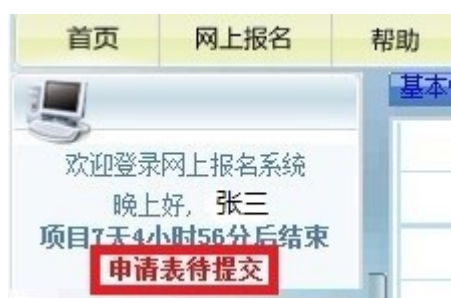 首页 网上报名 帮助
基本
欢迎登录网上报名系统
晚上好, 张三
项目7天4小时56分后结束
申请表待提交